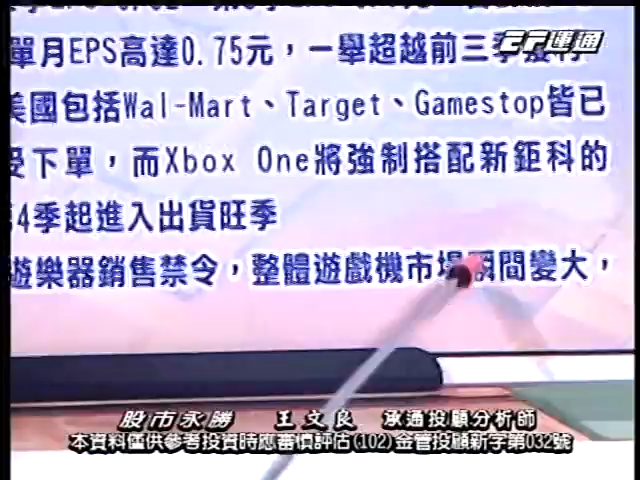 單月EPS高達0.75元，一舉超越前三季
美國包括Wal-Mart、Target、Gamestop皆已
受下單，而Xbox One將強制搭配新鉅科的
第4季起進入出貨旺季
遊樂器銷售禁令，整體遊戲機市場瞬間變大，
股市永勝 王文良 承通投顧分析師
本資料僅供參考投資時應審慎評估(102)金管投顧新字第032號